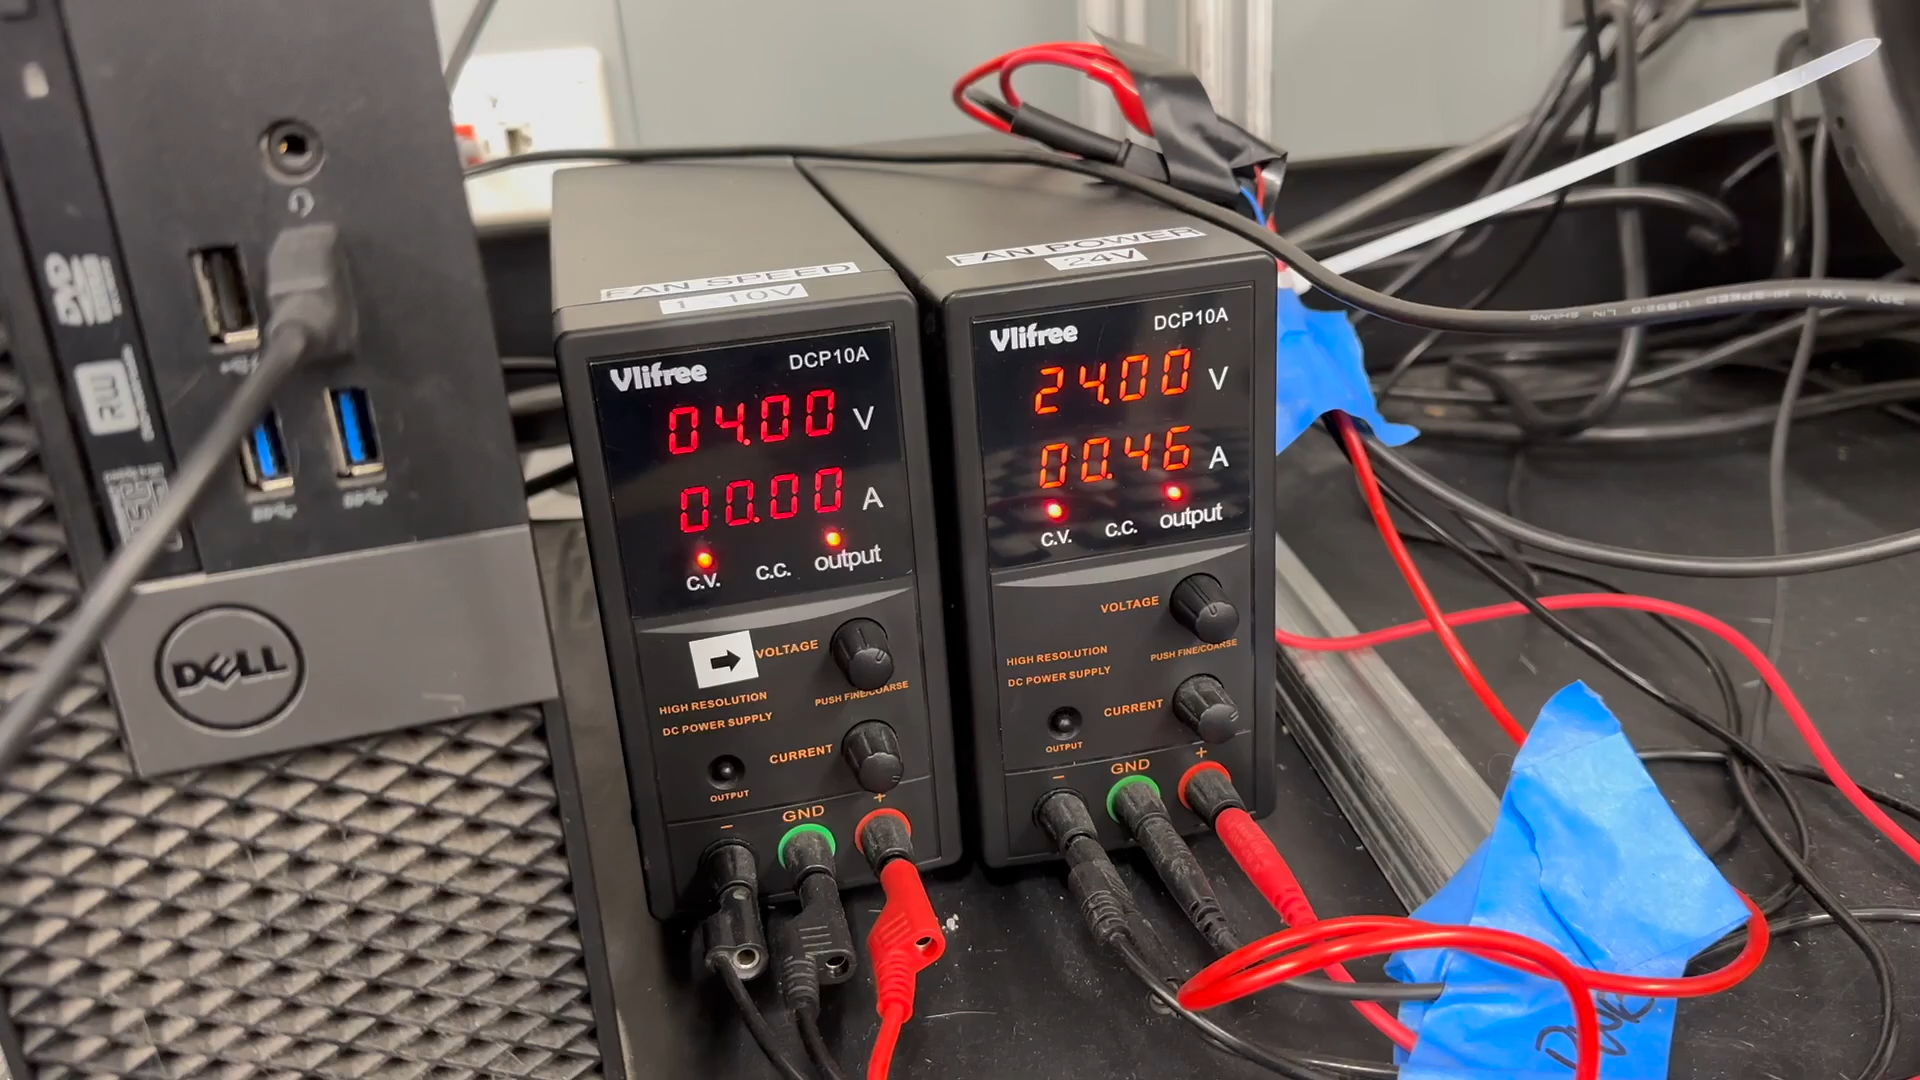 FAN SPEED
1 - 10V
Vlifree
DCP10A
04.00 V
00.00 A
C.V.
C.C.
output
VOLTAGE
PUSH FINE/COARSE
HIGH RESOLUTION
DC POWER SUPPLY
CURRENT
OUTPUT
−
GND
+
FAN POWER
24V
Vlifree
DCP10A
24.00 V
00.46 A
C.V.
C.C.
output
VOLTAGE
PUSH FINE/COARSE
HIGH RESOLUTION
DC POWER SUPPLY
CURRENT
OUTPUT
−
GND
+
DELL
RW